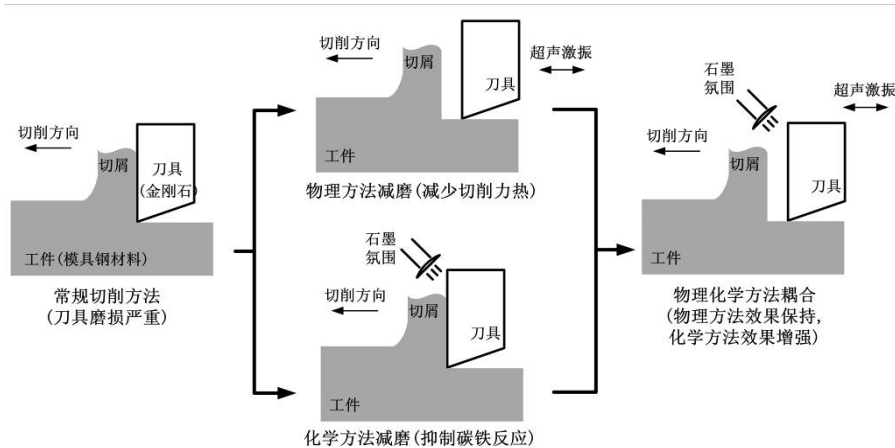 切削方向
切屑
刀具
(金刚石)
工件(模具钢材料)
常规切削方法
(刀具磨损严重)
切削方向
切屑
刀具
超声激振
工件
物理方法减磨(减少切削力热)
石墨
氛围
切削方向
切屑
刀具
工件
化学方法减磨(抑制碳铁反应)
石墨
氛围
超声激振
切削方向
切屑
刀具
工件
物理化学方法耦合
(物理方法效果保持,
化学方法效果增强)